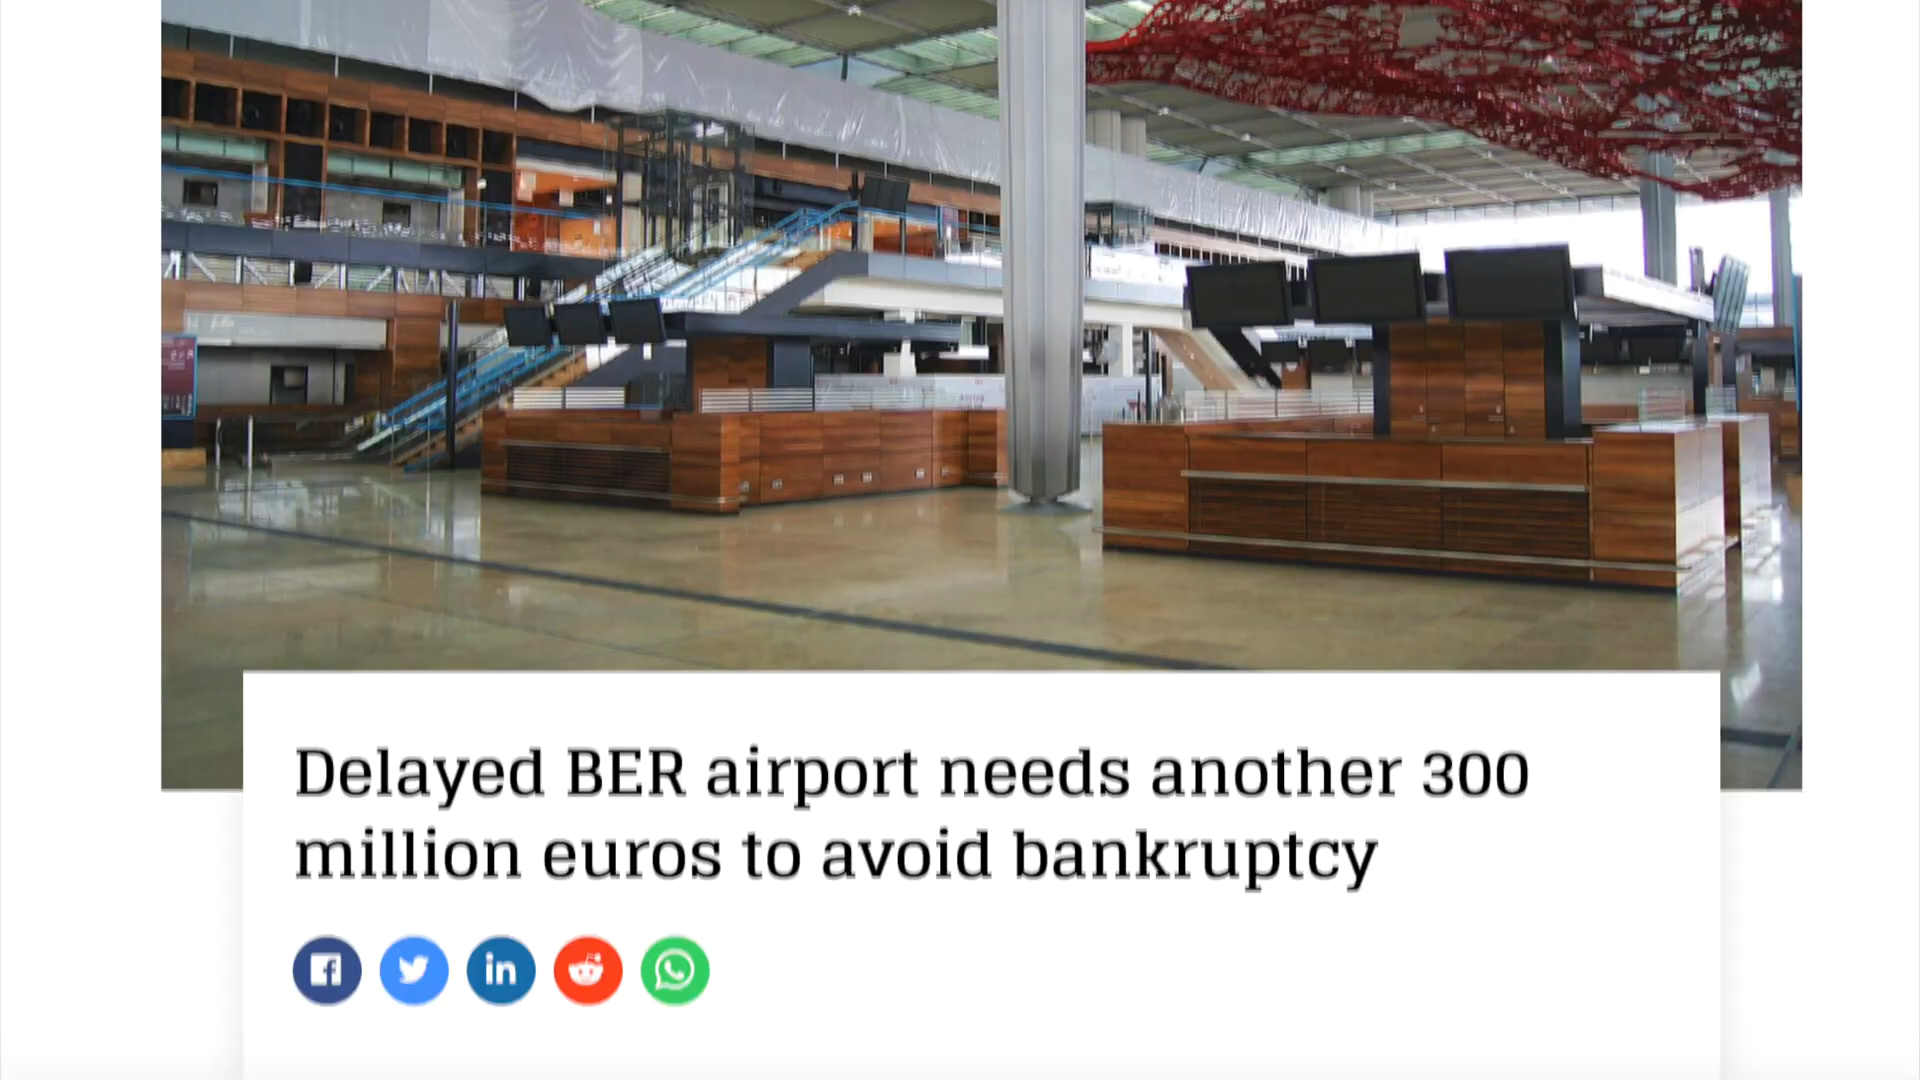 Delayed BER airport needs another 300
million euros to avoid bankruptcy